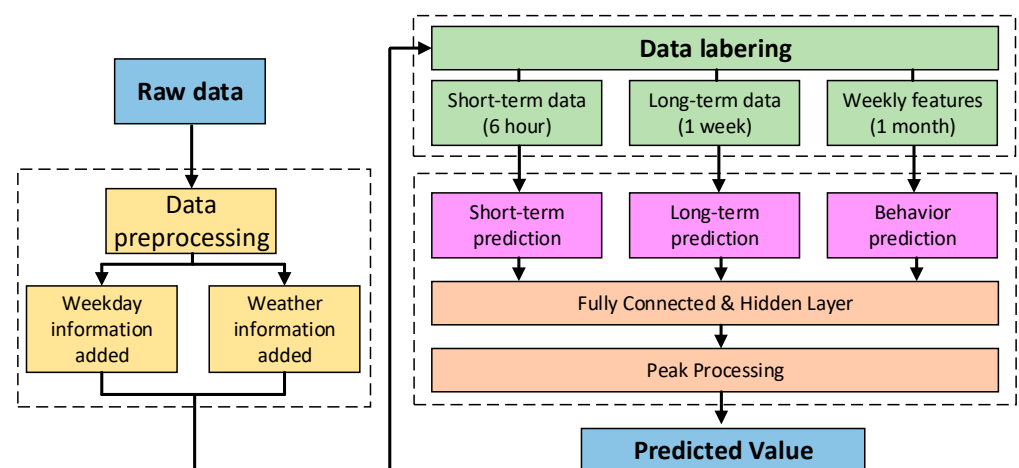 Raw data
Data
preprocessing
Weekday
information
added
Weather
information
added
Data labering
Short-term data
(6 hour)
Long-term data
(1 week)
Weekly features
(1 month)
Short-term
prediction
Long-term
prediction
Behavior
prediction
Fully Connected & Hidden Layer
Peak Processing
Predicted Value